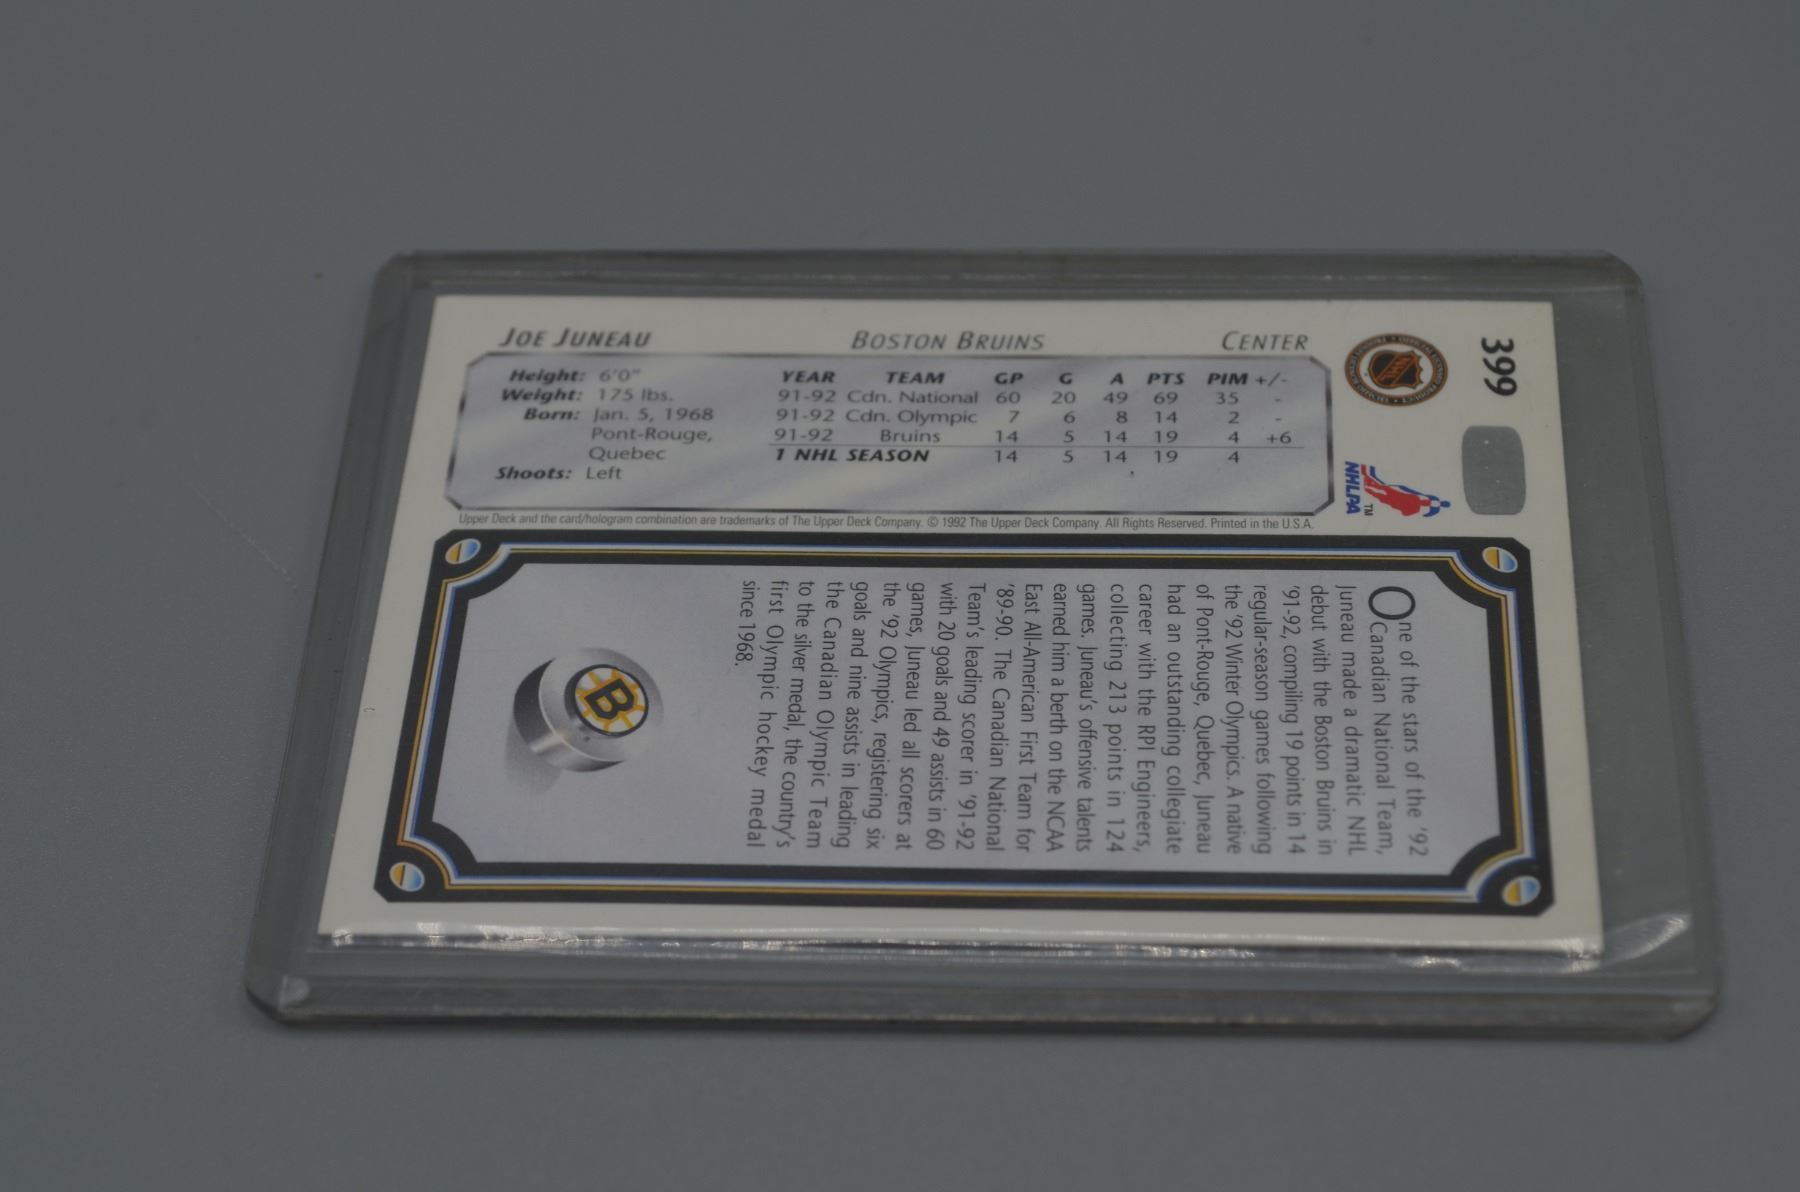 399
NHL
NHLPA
TM
JOE JUNEAU BOSTON BRUINS CENTER
Height: 6'0"
Weight: 175 lbs.
Born: Jan. 5, 1968
Pont-Rouge,
Quebec
Shoots: Left
YEAR TEAM GP G A PTS PIM +/-
91-92 Cdn. National 60 20 49 69 35 -
91-92 Cdn. Olympic 7 6 8 14 2 -
91-92 Bruins 14 5 14 19 4 +6
1 NHL SEASON 14 5 14 19 4
Upper Deck and the card/hologram combination are trademarks of The Upper Deck Company. © 1992 The Upper Deck Company. All Rights Reserved. Printed in the U.S.A.
One of the stars of the '92
Canadian National Team,
Juneau made a dramatic NHL
debut with the Boston Bruins in
'91-92, compiling 19 points in 14
regular-season games following
the '92 Winter Olympics. A native
of Pont-Rouge, Quebec, Juneau
had an outstanding collegiate
career with the RPI Engineers,
collecting 213 points in 124
games. Juneau's offensive talents
earned him a berth on the NCAA
East All-American First Team for
'89-90. The Canadian National
Team's leading scorer in '91-92
with 20 goals and 49 assists in 60
games, Juneau led all scorers at
the '92 Olympics, registering six
goals and nine assists in leading
the Canadian Olympic Team
to the silver medal, the country's
first Olympic hockey medal
since 1968.
B